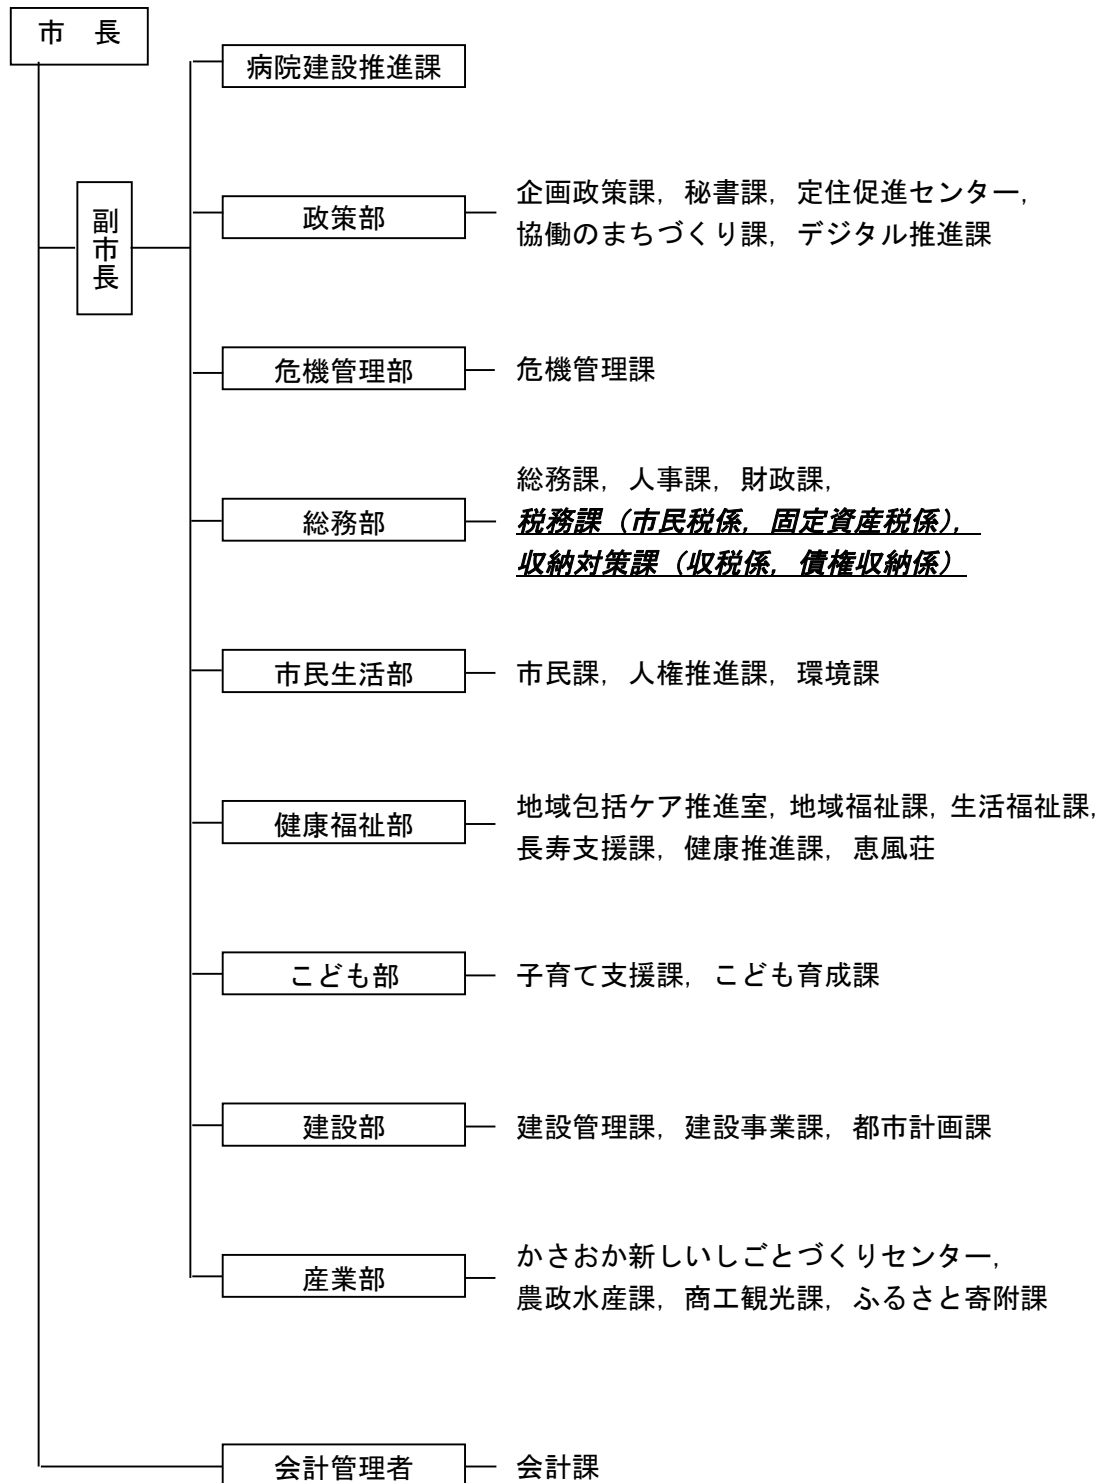 市 長
病院建設推進課
副市長
政策部
企画政策課，秘書課，定住促進センター，
協働のまちづくり課，デジタル推進課
危機管理部
危機管理課
総務部
総務課，人事課，財政課，
税務課（市民税係，固定資産税係），
収納対策課（収税係，債権収納係）
市民生活部
市民課，人権推進課，環境課
健康福祉部
地域包括ケア推進室，地域福祉課，生活福祉課，
長寿支援課，健康推進課，恵風荘
こども部
子育て支援課，こども育成課
建設部
建設管理課，建設事業課，都市計画課
産業部
かさおか新しいしごとづくりセンター，
農政水産課，商工観光課，ふるさと寄附課
会計管理者
会計課